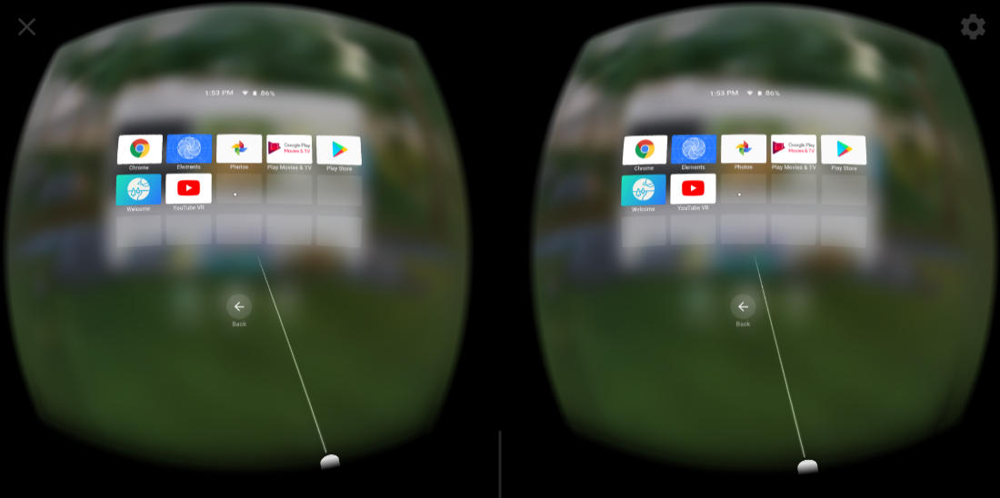 1:53 PM 86%
Chrome Elements Photos Google Play Movies & TV Play Movies & TV Play Store
Welcome YouTube VR
Back
1:53 PM 86%
Chrome Elements Photos Google Play Movies & TV Play Movies & TV Play Store
Welcome YouTube VR
Back